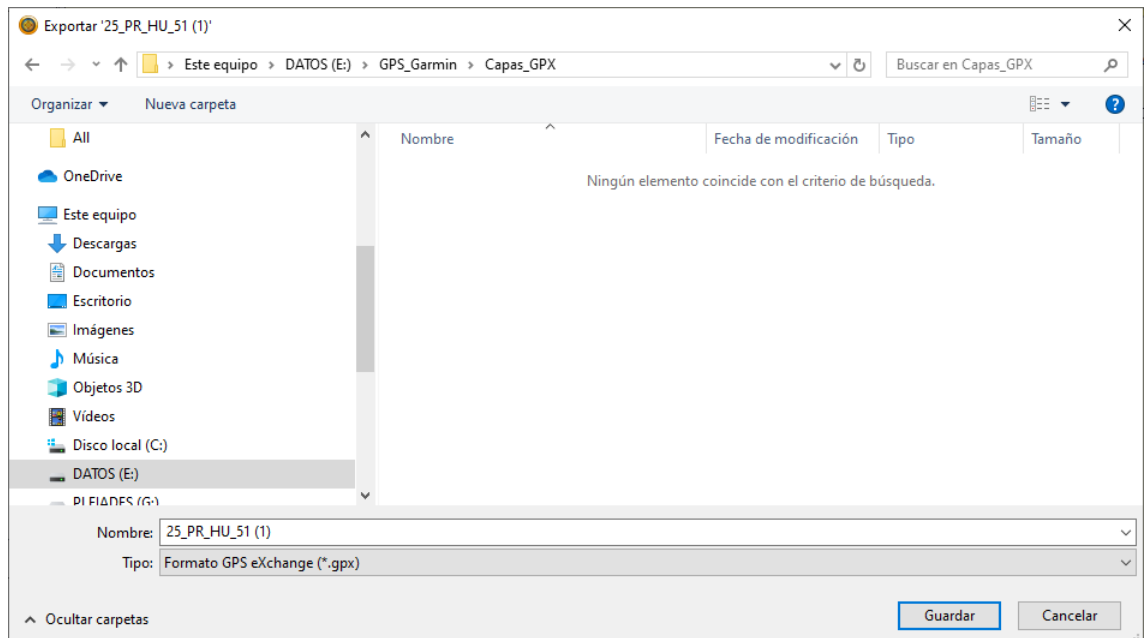 Exportar '25_PR_HU_51 (1)'
Este equipo > DATOS (E:) > GPS_Garmin > Capas_GPX
Buscar en Capas_GPX
Organizar
Nueva carpeta
All
OneDrive
Este equipo
Descargas
Documentos
Escritorio
Imágenes
Música
Objetos 3D
Vídeos
Disco local (C:)
DATOS (E:)
PLEIADES (G:)
Nombre
Fecha de modificación
Tipo
Tamaño
Ningún elemento coincide con el criterio de búsqueda.
Nombre: 25_PR_HU_51 (1)
Tipo: Formato GPS eXchange (*.gpx)
Ocultar carpetas
Guardar
Cancelar